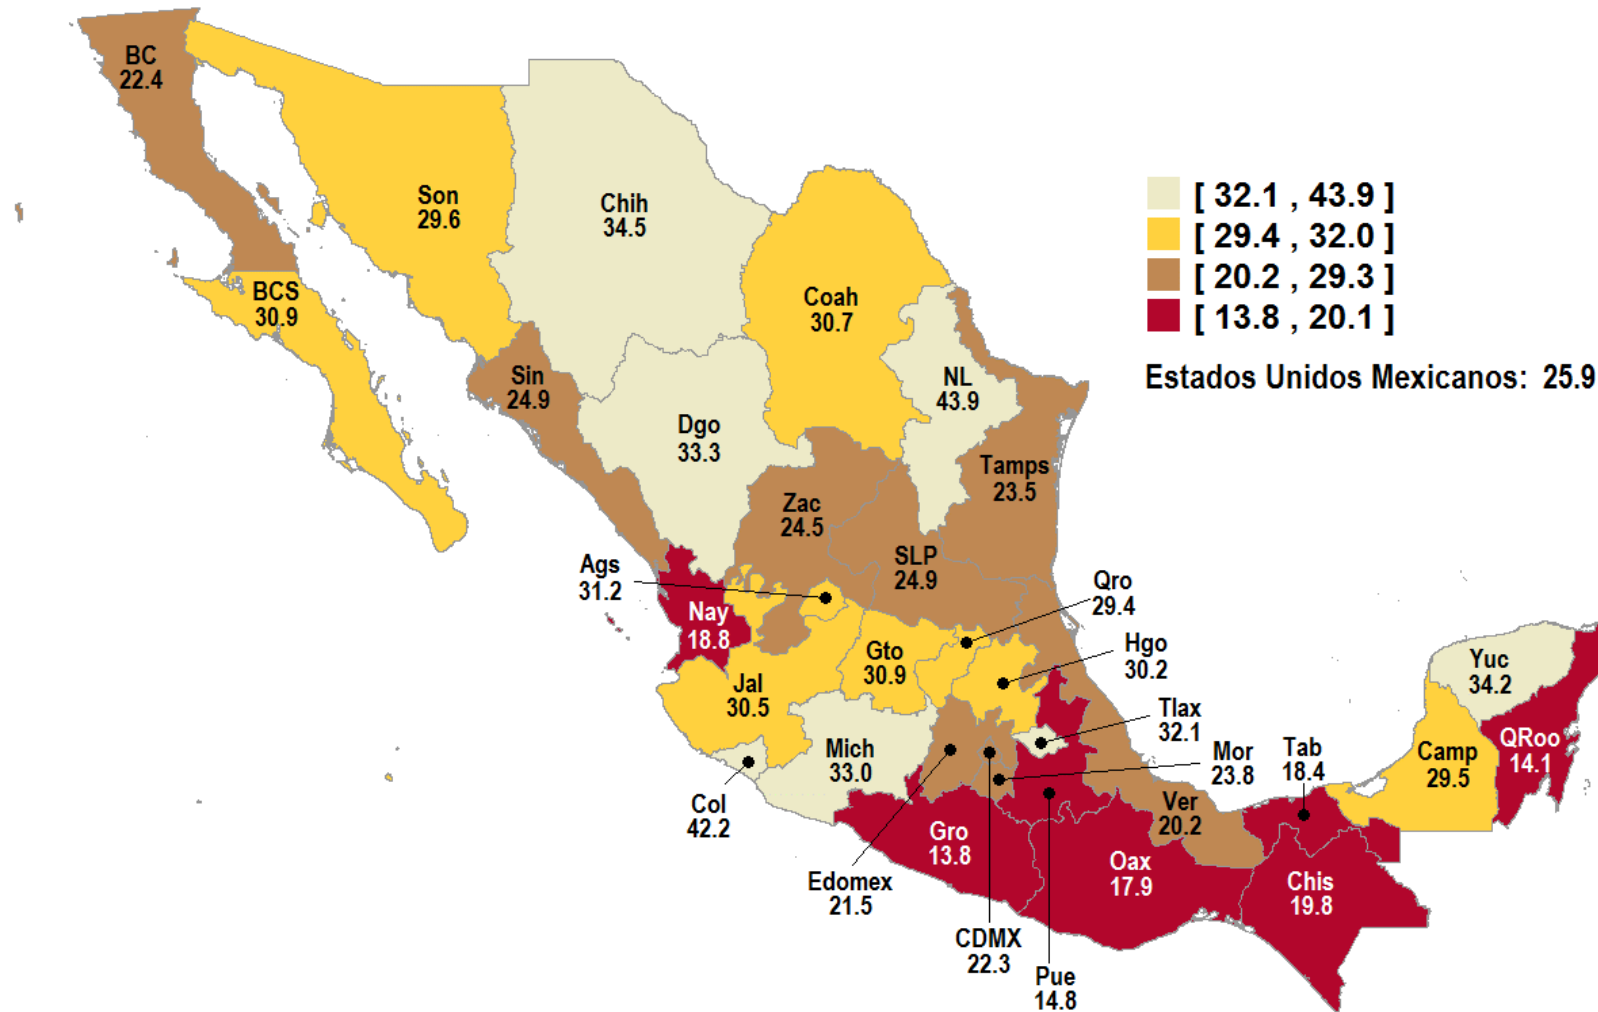 BC
22.4
Son
29.6
Chih
34.5
[ 32.1 , 43.9 ]
[ 29.4 , 32.0 ]
[ 20.2 , 29.3 ]
[ 13.8 , 20.1 ]
Estados Unidos Mexicanos: 25.9
BCS
30.9
Coah
30.7
Sin
24.9
NL
43.9
Dgo
33.3
Tamps
23.5
Zac
24.5
SLP
24.9
Ags
31.2
Qro
29.4
Nay
18.8
Gto
30.9
Hgo
30.2
Yuc
34.2
Jal
30.5
Tlax
32.1
Mich
33.0
Mor
23.8
Tab
18.4
Camp
29.5
QRoo
14.1
Col
42.2
Ver
20.2
Gro
13.8
Oax
17.9
Edomex
21.5
Chis
19.8
CDMX
22.3
Pue
14.8